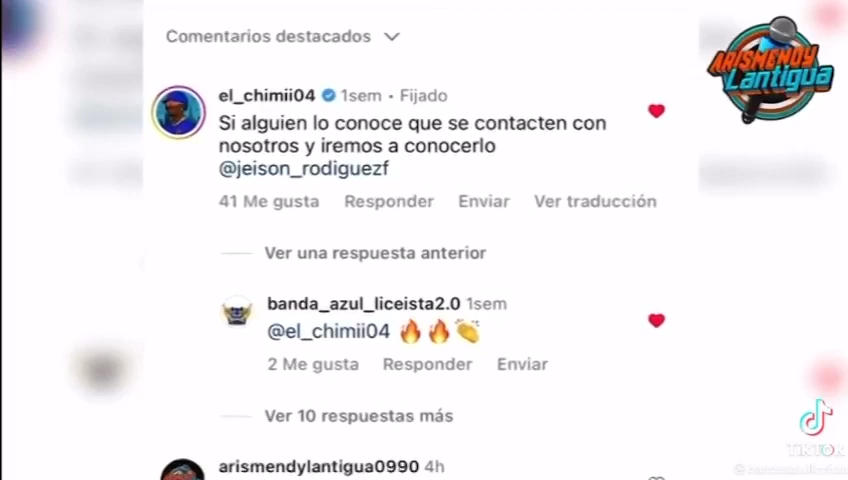 Comentarios destacados
ARISMENDY
Lantigua
el_chimii04 1sem • Fijado
Si alguien lo conoce que se contacten con
nosotros y iremos a conocerlo
@jeison_rodiguezf
41 Me gusta Responder Enviar Ver traducción
Ver una respuesta anterior
banda_azul_liceista2.0 1sem
@el_chimii04 🔥🔥👏
2 Me gusta Responder Enviar
Ver 10 respuestas más
arismendylantigua0990 4h
TikTok